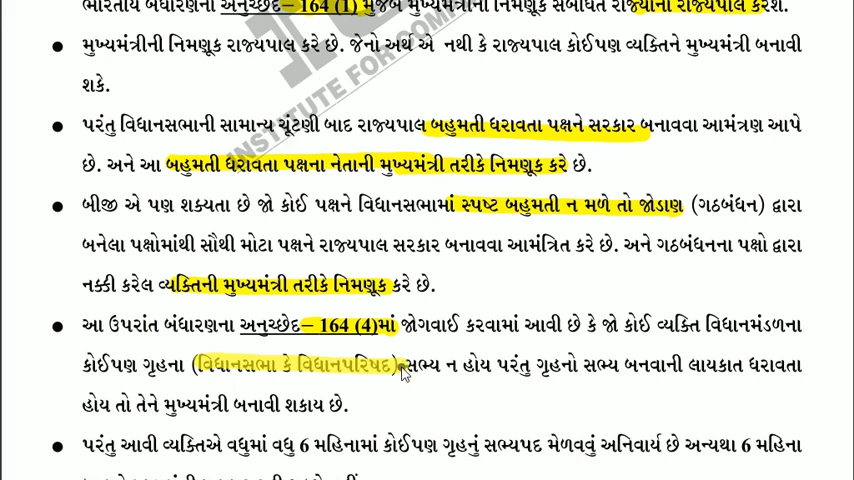 ભારતીય બંધારણના અનુચ્છેદ– 164 (1) મુજબ મુખ્યમંત્રીની નિમણૂક સંબંધિત રાજ્યોના રાજ્યપાલ કરશે.
● મુખ્યમંત્રીની નિમણૂક રાજ્યપાલ કરે છે. જેનો અર્થ એ નથી કે રાજ્યપાલ કોઈપણ વ્યક્તિને મુખ્યમંત્રી બનાવી
શકે.
● પરંતુ વિધાનસભાની સામાન્ય ચૂંટણી બાદ રાજ્યપાલ બહુમતી ધરાવતા પક્ષને સરકાર બનાવવા આમંત્રણ આપે
છે. અને આ બહુમતી ધરાવતા પક્ષના નેતાની મુખ્યમંત્રી તરીકે નિમણૂક કરે છે.
● બીજી એ પણ શક્યતા છે જો કોઈ પક્ષને વિધાનસભામાં સ્પષ્ટ બહુમતી ન મળે તો જોડાણ (ગઠબંધન) દ્વારા
બનેલા પક્ષોમાંથી સૌથી મોટા પક્ષને રાજ્યપાલ સરકાર બનાવવા આમંત્રિત કરે છે. અને ગઠબંધનના પક્ષો દ્વારા
નક્કી કરેલ વ્યક્તિની મુખ્યમંત્રી તરીકે નિમણૂક કરે છે.
● આ ઉપરાંત બંધારણના અનુચ્છેદ– 164 (4)માં જોગવાઈ કરવામાં આવી છે કે જો કોઈ વ્યક્તિ વિધાનમંડળના
કોઈપણ ગૃહના (વિધાનસભા કે વિધાનપરિષદ) સભ્ય ન હોય પરંતુ ગૃહનો સભ્ય બનવાની લાયકાત ધરાવતા
હોય તો તેને મુખ્યમંત્રી બનાવી શકાય છે.
● પરંતુ આવી વ્યક્તિએ વધુમાં વધુ 6 મહિનામાં કોઈપણ ગૃહનું સભ્યપદ મેળવવું અનિવાર્ય છે અન્યથા 6 મહિના
INSTITUTE FOR COMP